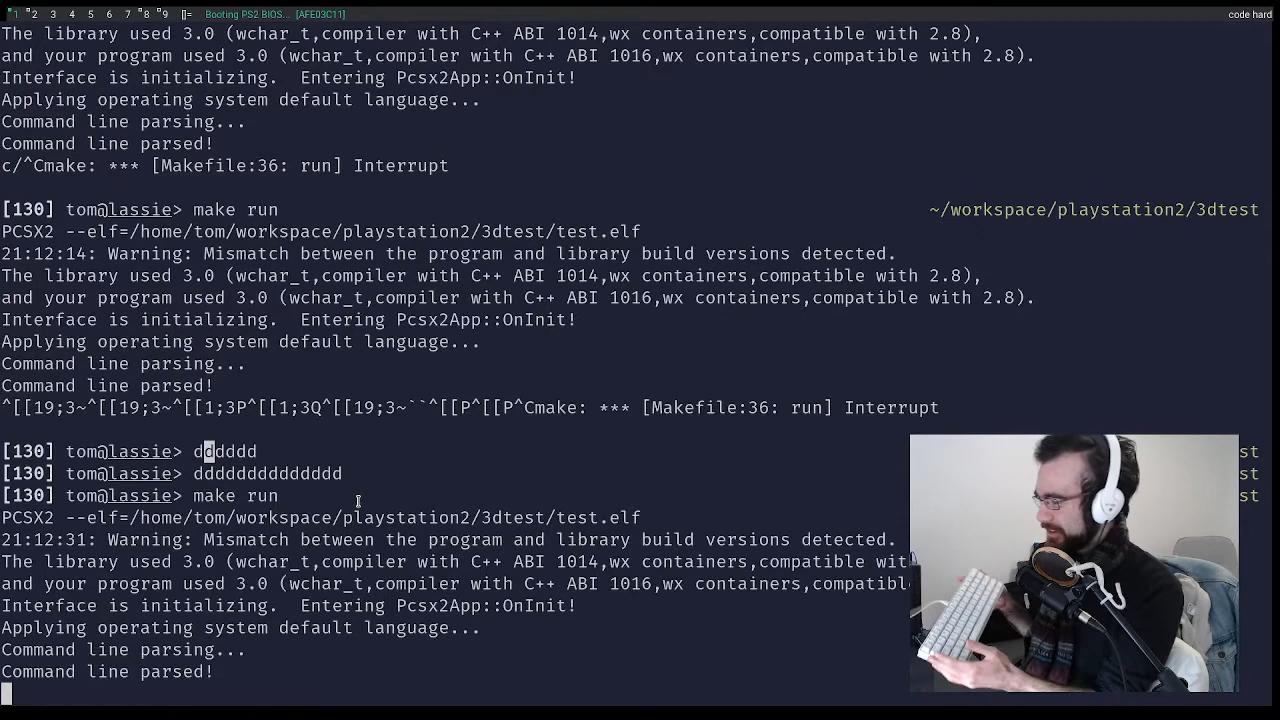 1 2 3 4 5 6 7 8 9 []= Booting PS2 BIOS... [AFE03C11] code hard
The library used 3.0 (wchar_t,compiler with C++ ABI 1014,wx containers,compatible with 2.8),
and your program used 3.0 (wchar_t,compiler with C++ ABI 1016,wx containers,compatible with 2.8).
Interface is initializing.  Entering Pcsx2App::OnInit!
Applying operating system default language...
Command line parsing...
Command line parsed!
c/^Cmake: *** [Makefile:36: run] Interrupt
[130] tom@lassie> make run ~/workspace/playstation2/3dtest
PCSX2 --elf=/home/tom/workspace/playstation2/3dtest/test.elf
21:12:14: Warning: Mismatch between the program and library build versions detected.
The library used 3.0 (wchar_t,compiler with C++ ABI 1014,wx containers,compatible with 2.8),
and your program used 3.0 (wchar_t,compiler with C++ ABI 1016,wx containers,compatible with 2.8).
Interface is initializing.  Entering Pcsx2App::OnInit!
Applying operating system default language...
Command line parsing...
Command line parsed!
^[[19;3~^[[19;3~^[[1;3P^[[1;3Q^[[19;3~``^[[P^[[P^Cmake: *** [Makefile:36: run] Interrupt
[130] tom@lassie> dddddd st
[130] tom@lassie> dddddddddddddd st
[130] tom@lassie> make run st
PCSX2 --elf=/home/tom/workspace/playstation2/3dtest/test.elf
21:12:31: Warning: Mismatch between the program and library build versions detected.
The library used 3.0 (wchar_t,compiler with C++ ABI 1014,wx containers,compatible wit
and your program used 3.0 (wchar_t,compiler with C++ ABI 1016,wx containers,compatibl
Interface is initializing.  Entering Pcsx2App::OnInit!
Applying operating system default language...
Command line parsing...
Command line parsed!